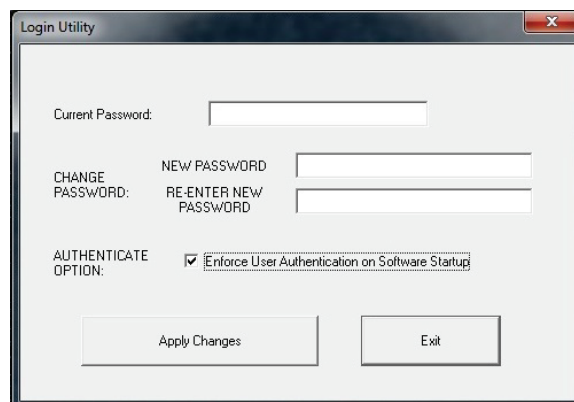 Login Utility
Current Password:
CHANGE
PASSWORD:
NEW PASSWORD
RE-ENTER NEW
PASSWORD
AUTHENTICATE
OPTION:
Enforce User Authentication on Software Startup
Apply Changes
Exit